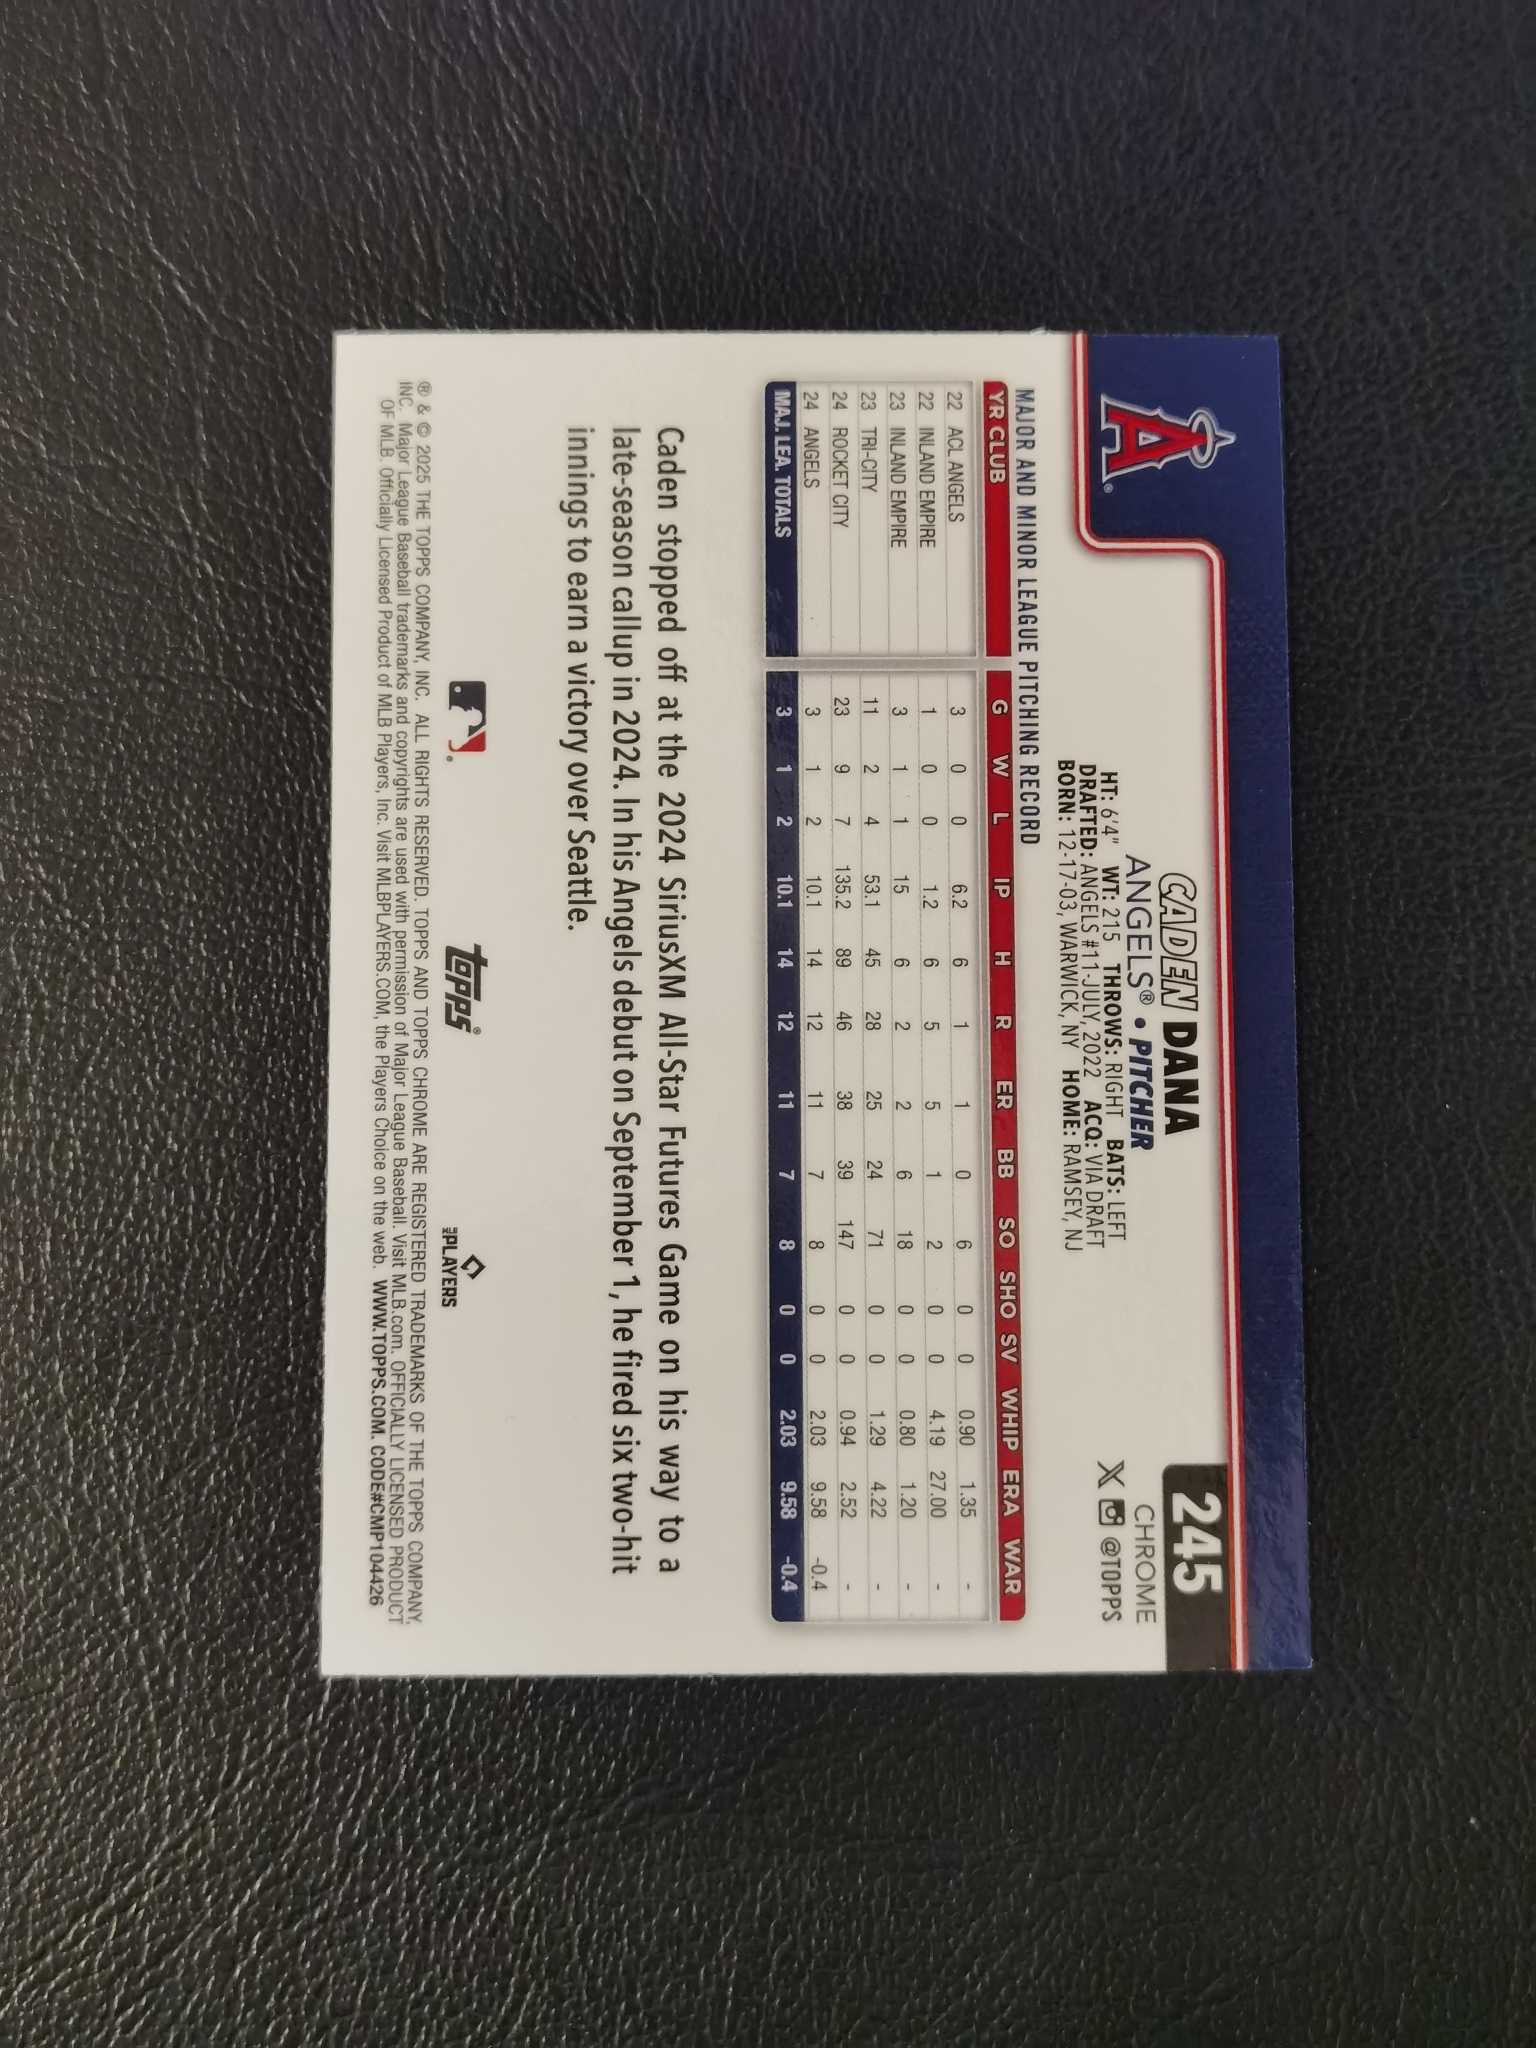 A®
245
CHROME
X @TOPPS
CADEN DANA
ANGELS® • PITCHER
HT: 6'4" WT: 215 THROWS: RIGHT BATS: LEFT
DRAFTED: ANGELS #11-JULY, 2022 ACQ: VIA DRAFT
BORN: 12-17-03, WARWICK, NY HOME: RAMSEY, NJ
MAJOR AND MINOR LEAGUE PITCHING RECORD
YR CLUB G W L IP H R ER BB SO SHO SV WHIP ERA WAR
22 ACL ANGELS 3 0 0 6.2 6 1 1 0 6 0 0 0.90 1.35 -
22 INLAND EMPIRE 1 0 0 1.2 6 5 5 1 2 0 0 4.19 27.00 -
23 INLAND EMPIRE 3 1 1 15 6 2 2 6 18 0 0 0.80 1.20 -
23 TRI-CITY 11 2 4 53.1 45 28 25 24 71 0 0 1.29 4.22 -
24 ROCKET CITY 23 9 7 135.2 89 46 38 39 147 0 0 0.94 2.52 -
24 ANGELS 3 1 2 10.1 14 12 11 7 8 0 0 2.03 9.58 -0.4
MAJ. LEA. TOTALS 3 1 2 10.1 14 12 11 7 8 0 0 2.03 9.58 -0.4
Caden stopped off at the 2024 SiriusXM All-Star Futures Game on his way to a
late-season callup in 2024. In his Angels debut on September 1, he fired six two-hit
innings to earn a victory over Seattle.
topps®
MLB PLAYERS
® & © 2025 THE TOPPS COMPANY, INC. ALL RIGHTS RESERVED. TOPPS AND TOPPS CHROME ARE REGISTERED TRADEMARKS OF THE TOPPS COMPANY,
INC. Major League Baseball trademarks and copyrights are used with permission of Major League Baseball. Visit MLB.com. OFFICIALLY LICENSED PRODUCT
OF MLB. Officially Licensed Product of MLB Players, Inc. Visit MLBPLAYERS.COM, the Players Choice on the web. WWW.TOPPS.COM. CODE#CMP104426